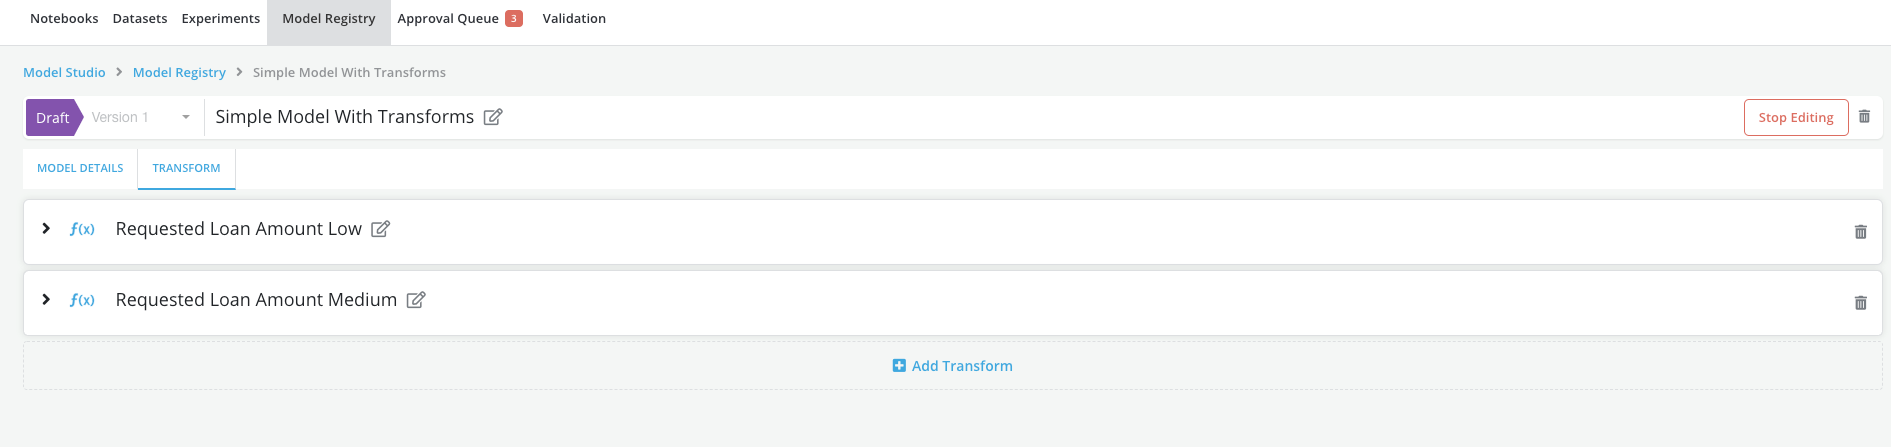 Notebooks Datasets Experiments Model Registry Approval Queue 3 Validation
Model Studio > Model Registry > Simple Model With Transforms
Draft Version 1 Simple Model With Transforms Stop Editing
MODEL DETAILS TRANSFORM
ƒ(x) Requested Loan Amount Low
ƒ(x) Requested Loan Amount Medium
Add Transform